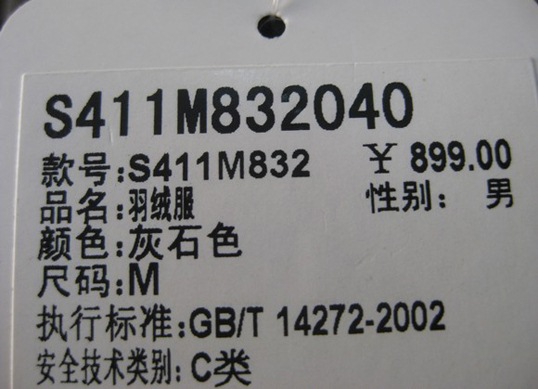 S411M832040
款号:S411M832 ￥ 899.00
品名:羽绒服 性别: 男
颜色:灰石色
尺码:M
执行标准:GB/T 14272-2002
安全技术类别:C类